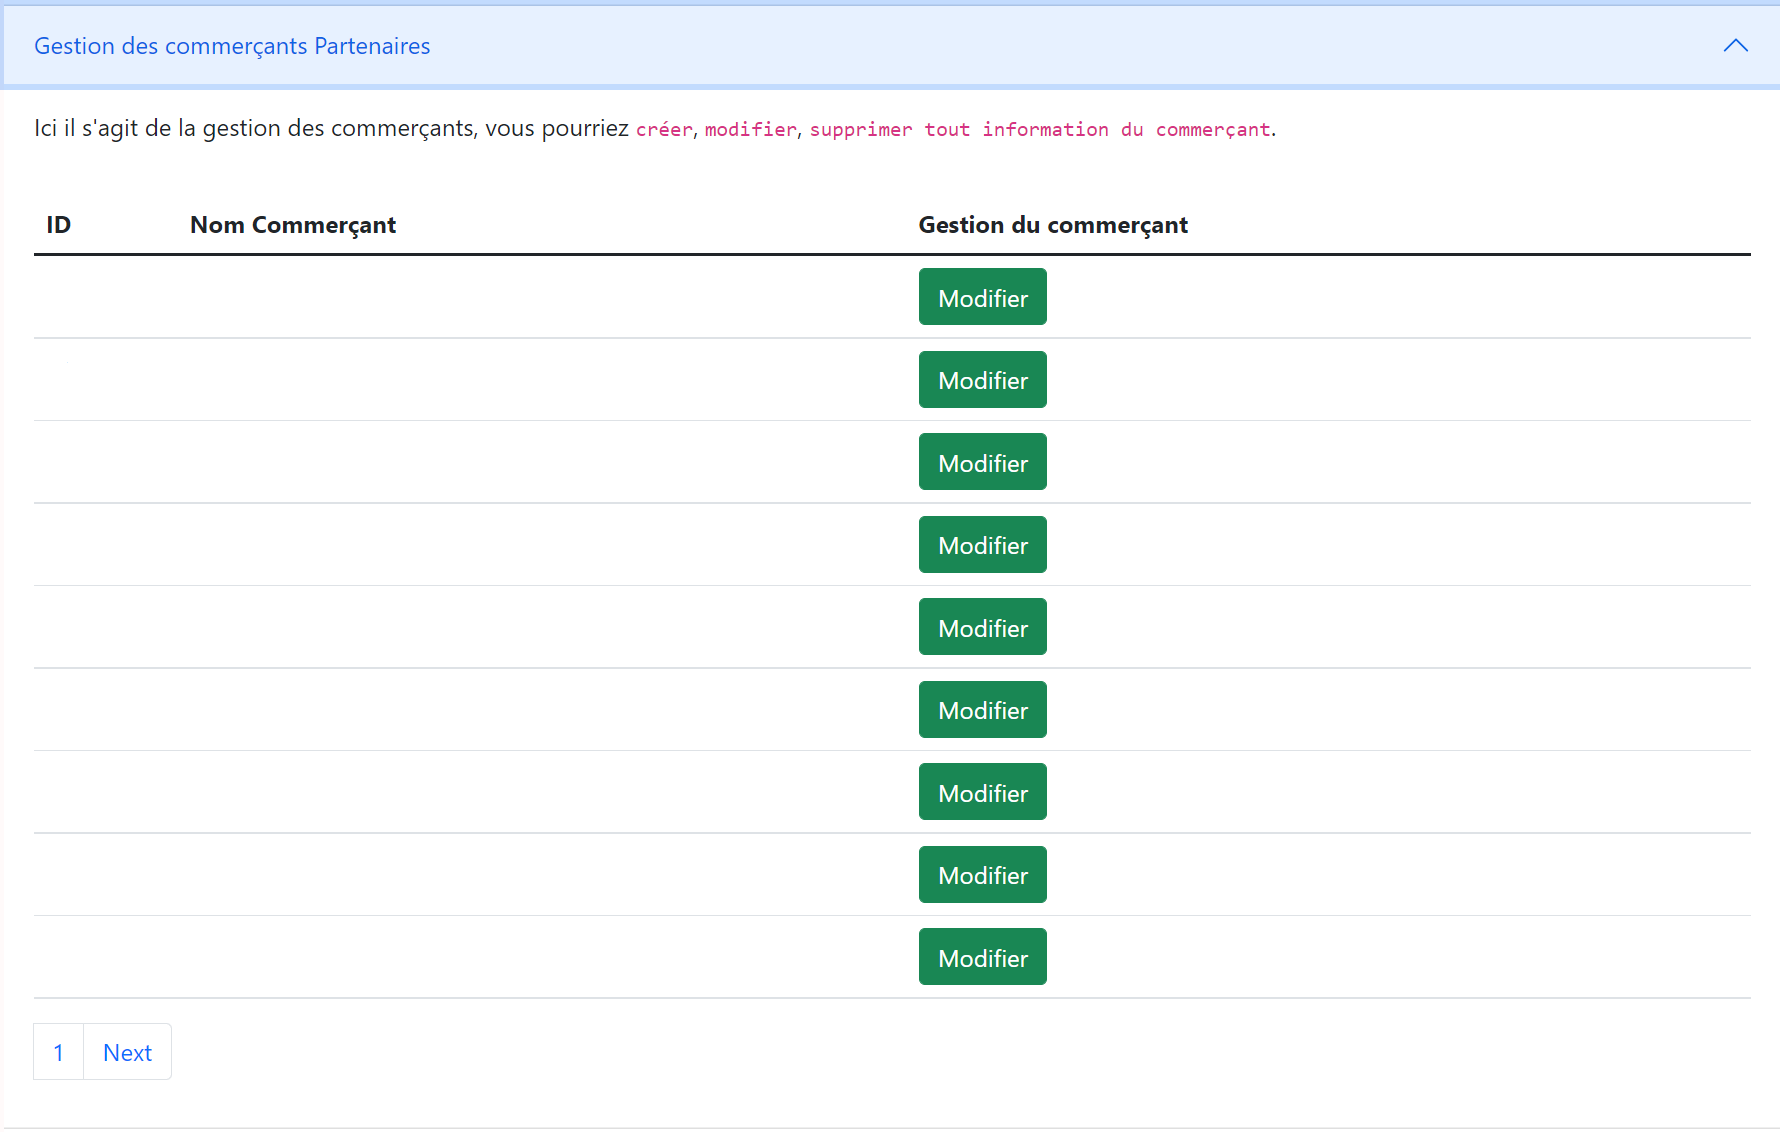 Gestion des commerçants Partenaires
Ici il s'agit de la gestion des commerçants, vous pourriez créer, modifier, supprimer tout information du commerçant.
ID Nom Commerçant Gestion du commerçant
Modifier
Modifier
Modifier
Modifier
Modifier
Modifier
Modifier
Modifier
Modifier
1 Next